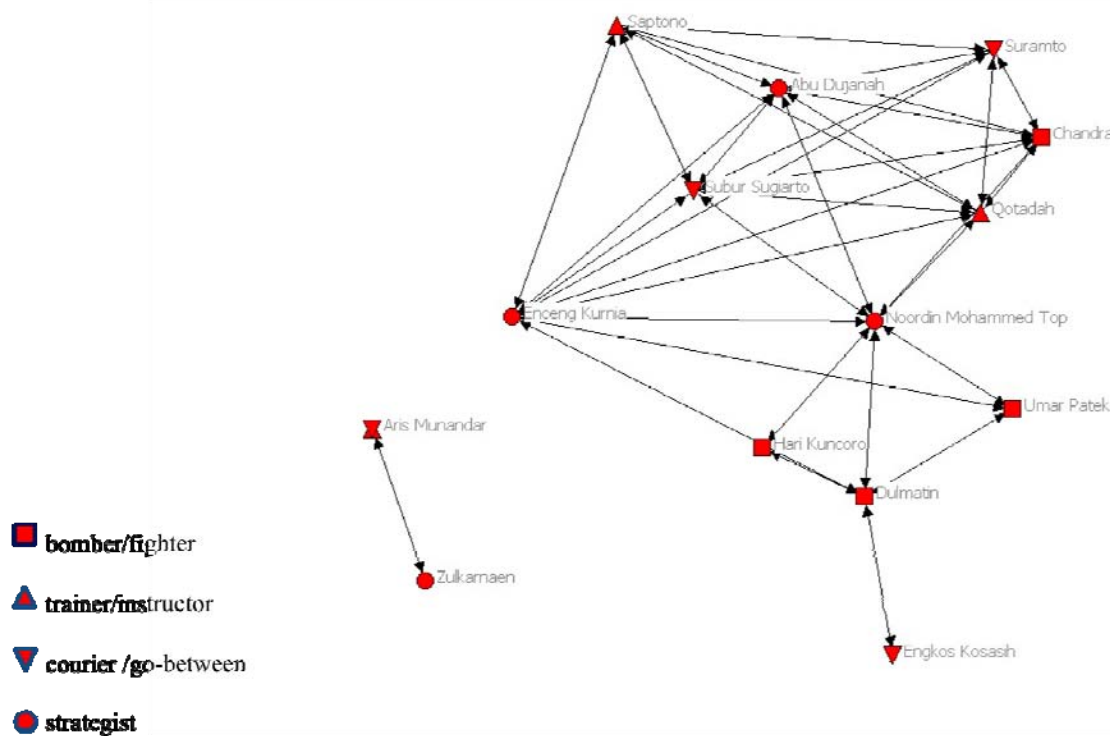 Saptono
Suramto
Abu Dujanah
Chandra
Subur Sugiarto
Qotadah
Enceng Kurnia
Noordin Mohammed Top
Umar Patek
Aris Munandar
Hari Kuncoro
Dulmatin
bomber/fighter
Zulkarnaen
trainer/instructor
Engkos Kosasih
courier /go-between
strategist